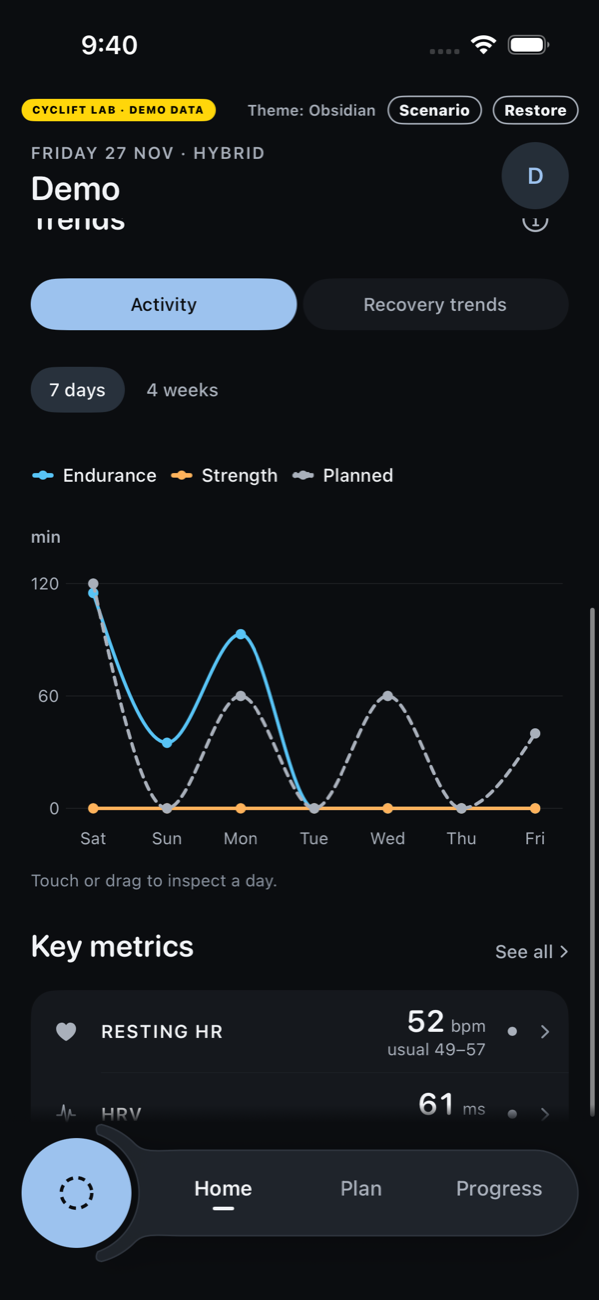 9:40
CYCLIFT LAB · DEMO DATA Theme: Obsidian Scenario Restore
FRIDAY 27 NOV · HYBRID
Demo D
Trends
Activity Recovery trends
7 days 4 weeks
Endurance Strength Planned
min
120
60
0
Sat Sun Mon Tue Wed Thu Fri
Touch or drag to inspect a day.
Key metrics See all
RESTING HR 52 bpm
usual 49–57
HRV 61 ms
Home Plan Progress